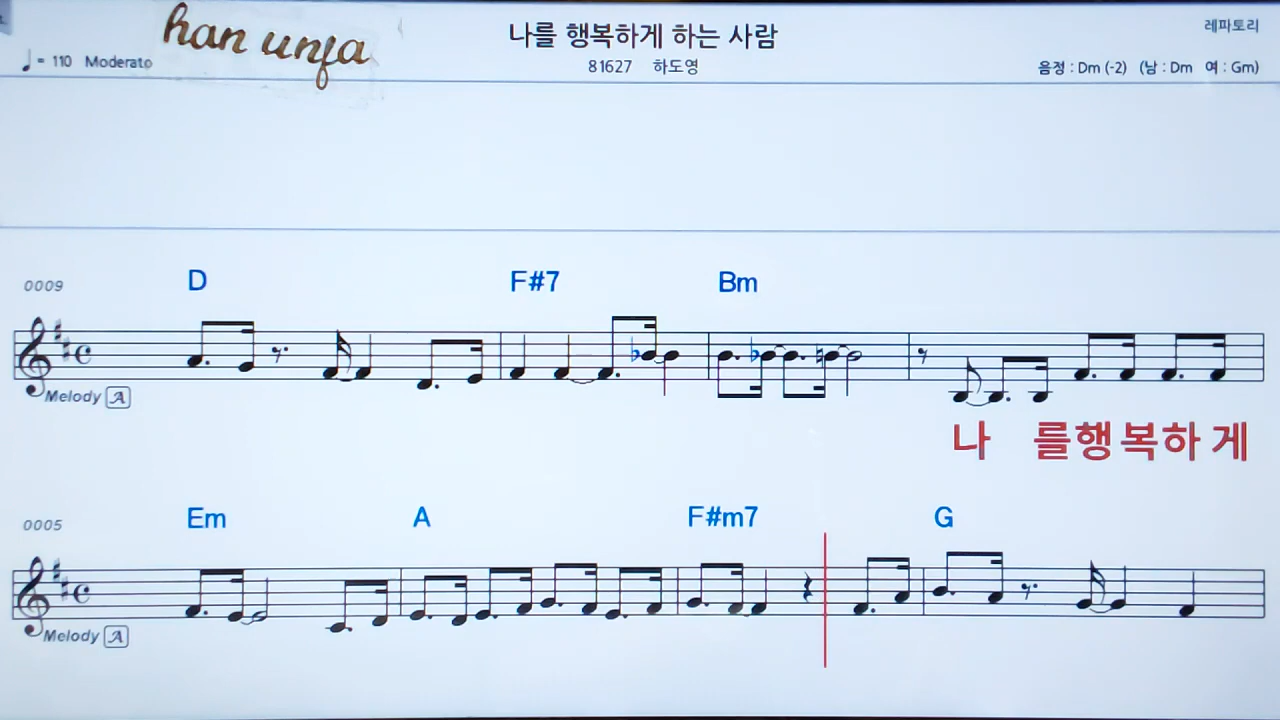 han unja
나를 행복하게 하는 사람
레파토리
♩ = 110 Moderato
81627 하도영
음정 : Dm (-2) (남 : Dm 여 : Gm)
0009 D F#7 Bm
Melody A
나 를행복하게
0005 Em A F#m7 G
Melody A